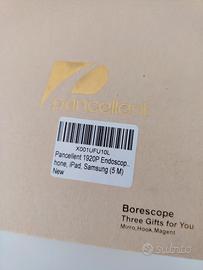 pancellent
X001UFU10L
Pancellent 1920P Endoscop..
hone, iPad, Samsung (5 M)
New
Borescope
Three Gifts for You
Mirro,Hook,Magent
subito